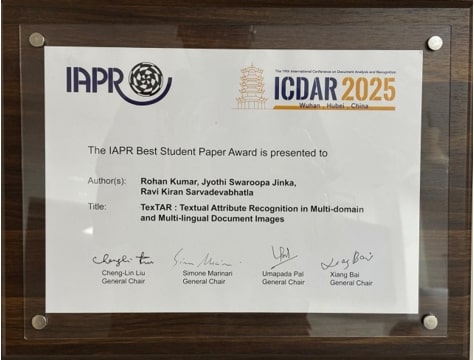 IAPR
The 19th International Conference on Document Analysis and Recognition
ICDAR 2025
Wuhan , Hubei , China
The IAPR Best Student Paper Award is presented to
Author(s): Rohan Kumar, Jyothi Swaroopa Jinka,
Ravi Kiran Sarvadevabhatla
Title: TexTAR : Textual Attribute Recognition in Multi-domain
and Multi-lingual Document Images
Cheng-Lin Liu Simone Marinari Umapada Pal Xiang Bai
General Chair General Chair General Chair General Chair